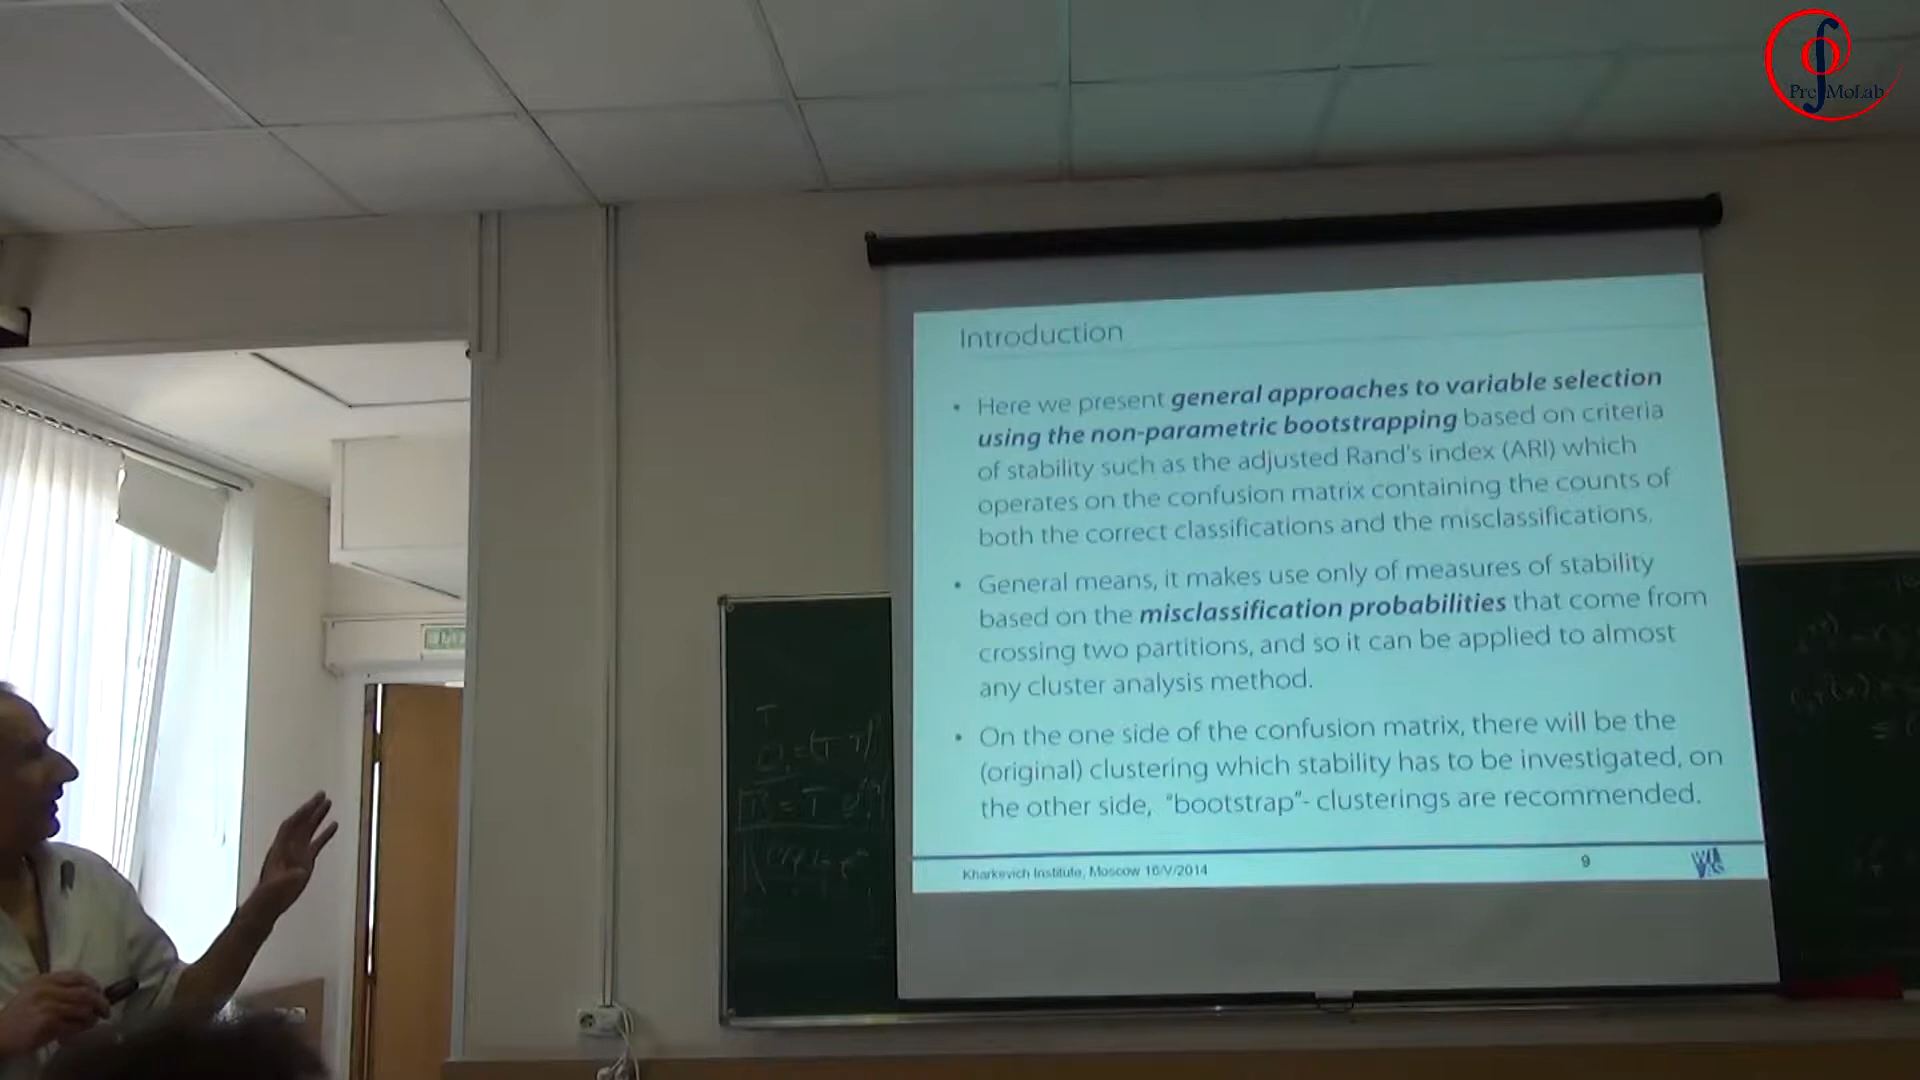 PreMoLab
Introduction
• Here we present general approaches to variable selection
using the non-parametric bootstrapping based on criteria
of stability such as the adjusted Rand's index (ARI) which
operates on the confusion matrix containing the counts of
both the correct classifications and the misclassifications.
• General means, it makes use only of measures of stability
based on the misclassification probabilities that come from
crossing two partitions, and so it can be applied to almost
any cluster analysis method.
• On the one side of the confusion matrix, there will be the
(original) clustering which stability has to be investigated, on
the other side, "bootstrap"- clusterings are recommended.
Kharkevich Institute, Moscow 16/V/2014
9